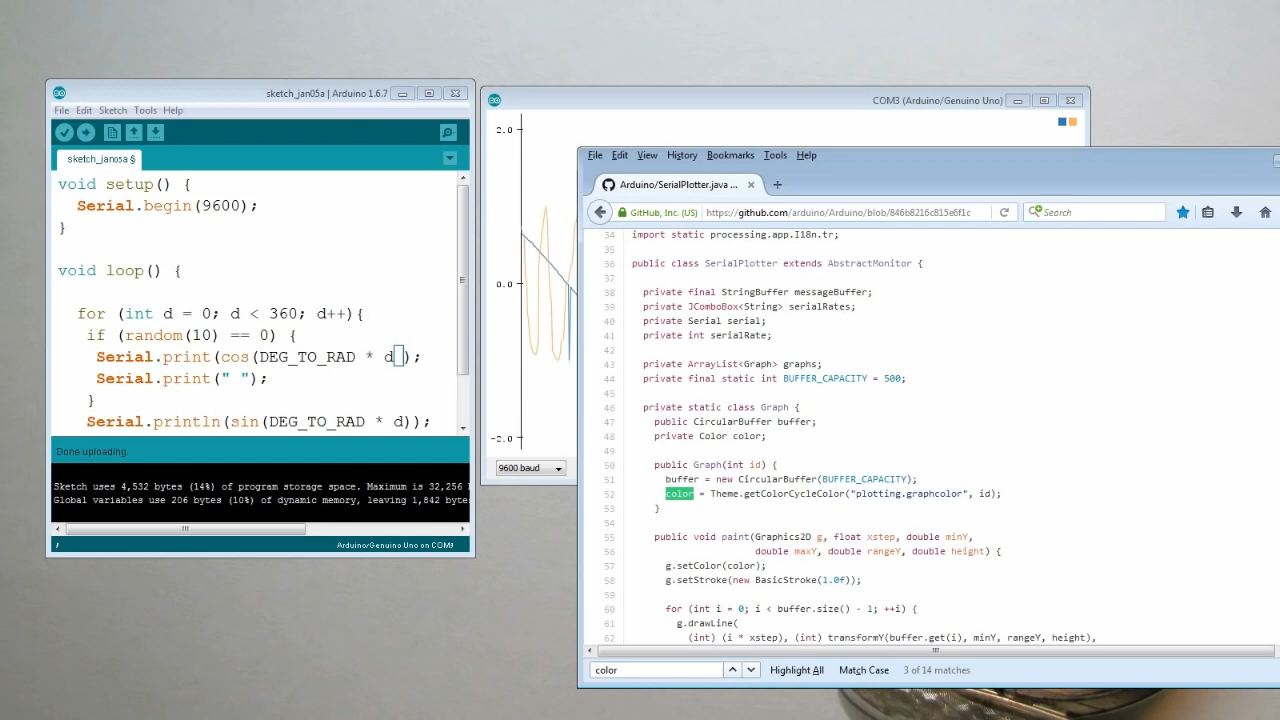 sketch_jan05a | Arduino 1.6.7
File Edit Sketch Tools Help
sketch_jan05a §
void setup() {
Serial.begin(9600);
}
void loop() {
for (int d = 0; d < 360; d++){
if (random(10) == 0) {
Serial.print(cos(DEG_TO_RAD * d );
Serial.print(" ");
}
Serial.println(sin(DEG_TO_RAD * d));
Done uploading.
Sketch uses 4,532 bytes (14%) of program storage space. Maximum is 32,256
Global variables use 206 bytes (10%) of dynamic memory, leaving 1,842 byte
Arduino/Genuino Uno on COM3
COM3 (Arduino/Genuino Uno)
2.0
0.0
-2.0
9600 baud
File Edit View History Bookmarks Tools Help
Arduino/SerialPlotter.java ...
GitHub, Inc. (US) https://github.com/arduino/Arduino/blob/846b8216c815e6f1c
Search
34 import static processing.app.I18n.tr;
35
36 public class SerialPlotter extends AbstractMonitor {
37
38 private final StringBuffer messageBuffer;
39 private JComboBox<String> serialRates;
40 private Serial serial;
41 private int serialRate;
42
43 private ArrayList<Graph> graphs;
44 private final static int BUFFER_CAPACITY = 500;
45
46 private static class Graph {
47 public CircularBuffer buffer;
48 private Color color;
49
50 public Graph(int id) {
51 buffer = new CircularBuffer(BUFFER_CAPACITY);
52 color = Theme.getColorCycleColor("plotting.graphcolor", id);
53 }
54
55 public void paint(Graphics2D g, float xstep, double minY,
56 double maxY, double rangeY, double height) {
57 g.setColor(color);
58 g.setStroke(new BasicStroke(1.0f));
59
60 for (int i = 0; i < buffer.size() - 1; ++i) {
61 g.drawLine(
62 (int) (i * xstep), (int) transformY(buffer.get(i), minY, rangeY, height),
color Highlight All Match Case 3 of 14 matches